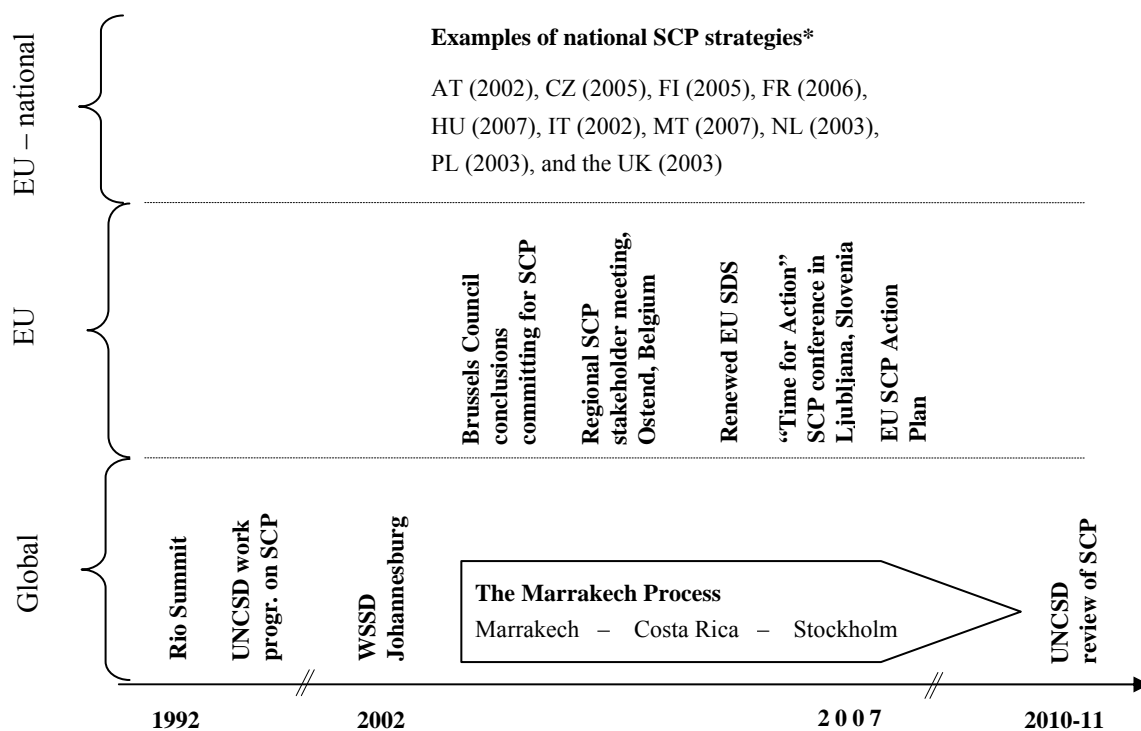 EU – national
Examples of national SCP strategies*
AT (2002), CZ (2005), FI (2005), FR (2006),
HU (2007), IT (2002), MT (2007), NL (2003),
PL (2003), and the UK (2003)
EU
Brussels Council
conclusions
committing for SCP
Regional SCP
stakeholder meeting,
Ostend, Belgium
Renewed EU SDS
“Time for Action”
SCP conference in
Ljubljana, Slovenia
EU SCP Action
Plan
Global
Rio Summit
UNCSD work
progr. on SCP
WSSD
Johannesburg
The Marrakech Process
Marrakech – Costa Rica – Stockholm
UNCSD
review of SCP
1992 2002 2007 2010-11